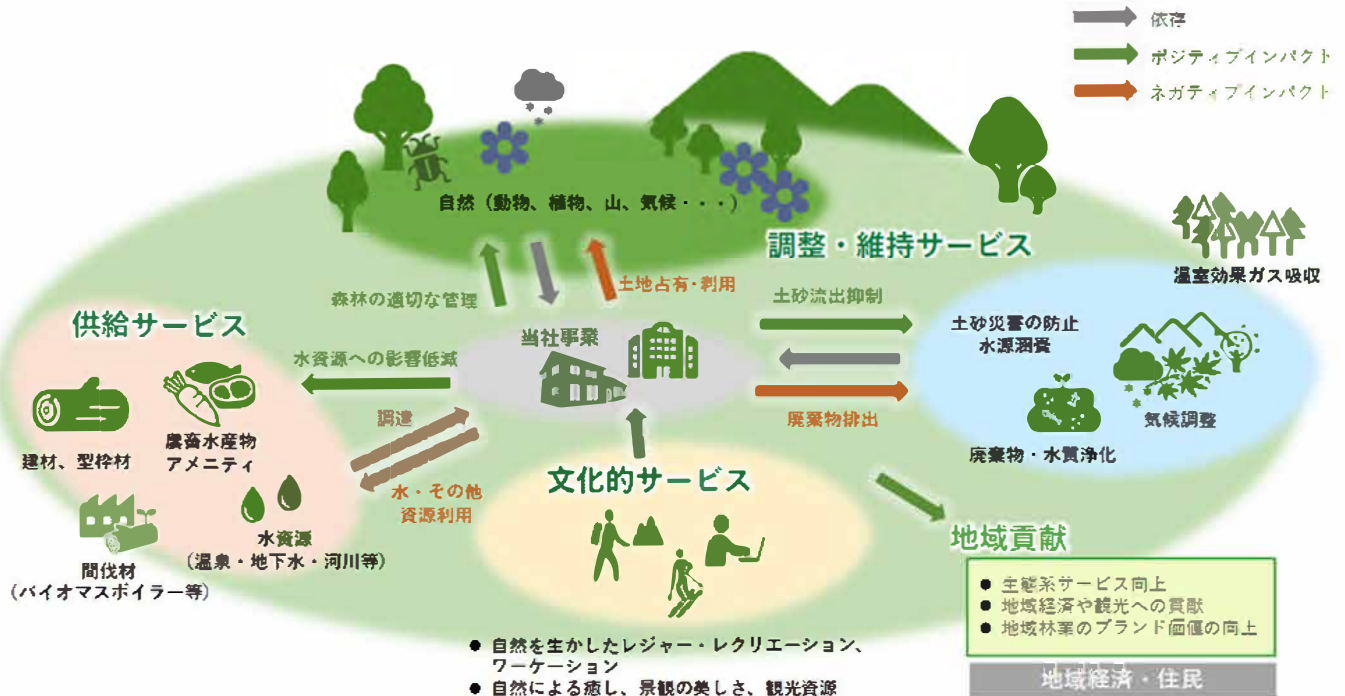 依存
ポジティブインパクト
ネガティブインパクト
自然（動物、植物、山、気候・・・）
調整・維持サービス
温室効果ガス吸収
森林の適切な管理
土地占有・利用
土砂流出抑制
供給サービス
当社事業
土砂災害の防止
水源涵養
水資源への影響低減
調達
廃棄物排出
気候調整
建材、型枠材
農畜水産物
アメニティ
廃棄物・水質浄化
文化的サービス
水・その他
資源利用
水資源
（温泉・地下水・河川等）
間伐材
（バイオマスボイラー等）
地域貢献
● 生態系サービス向上
● 地域経済や観光への貢献
● 地域林業のブランド価値の向上
● 自然を生かしたレジャー・レクリエーション、
ワーケーション
● 自然による癒し、景観の美しさ、観光資源
地域経済・住民